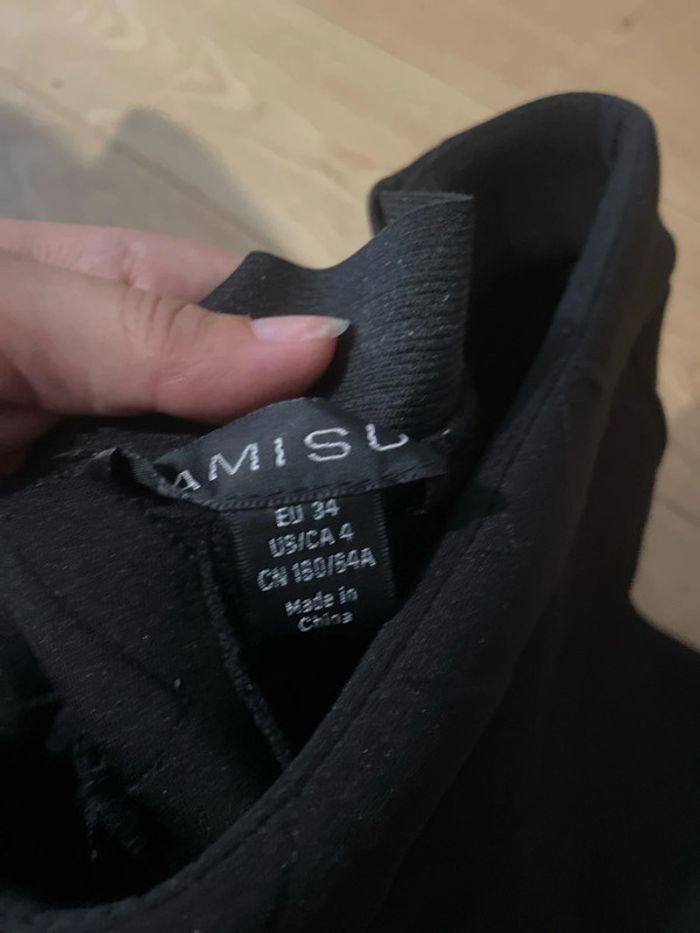 AMISU
EU 34
US/CA 4
CN 160/64A
Made in
China